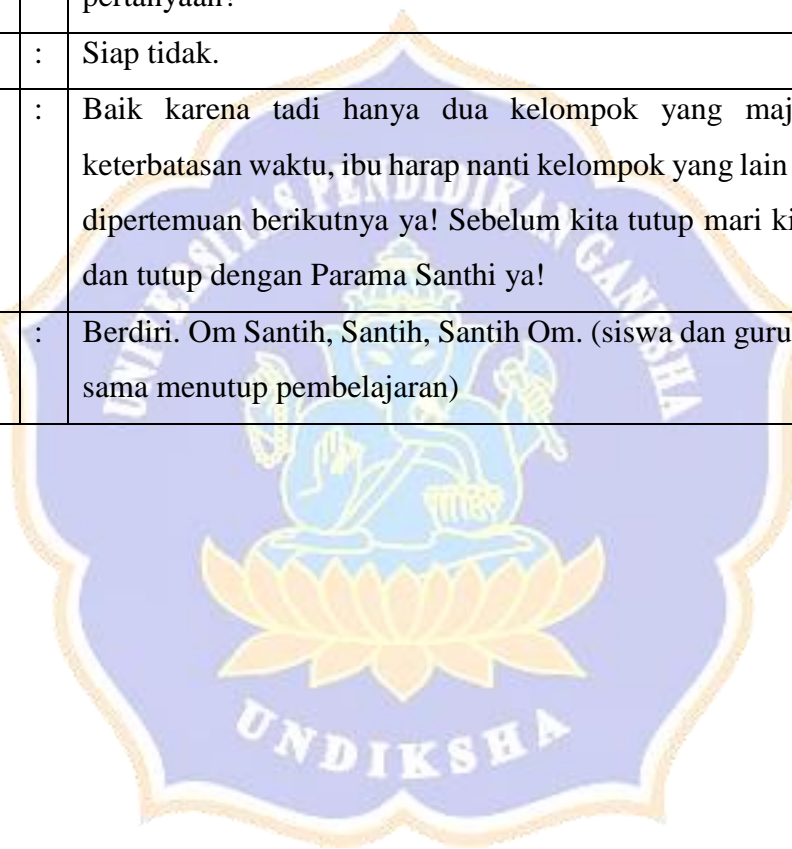 pertanyaan?
: Siap tidak.
: Baik karena tadi hanya dua kelompok yang maj
keterbatasan waktu, ibu harap nanti kelompok yang lain
dipertemuan berikutnya ya! Sebelum kita tutup mari ki
dan tutup dengan Parama Santhi ya!
: Berdiri. Om Santih, Santih, Santih Om. (siswa dan guru
sama menutup pembelajaran)
UNIVERSITAS PENDIDIKAN GANESHA
UNDIKSHA